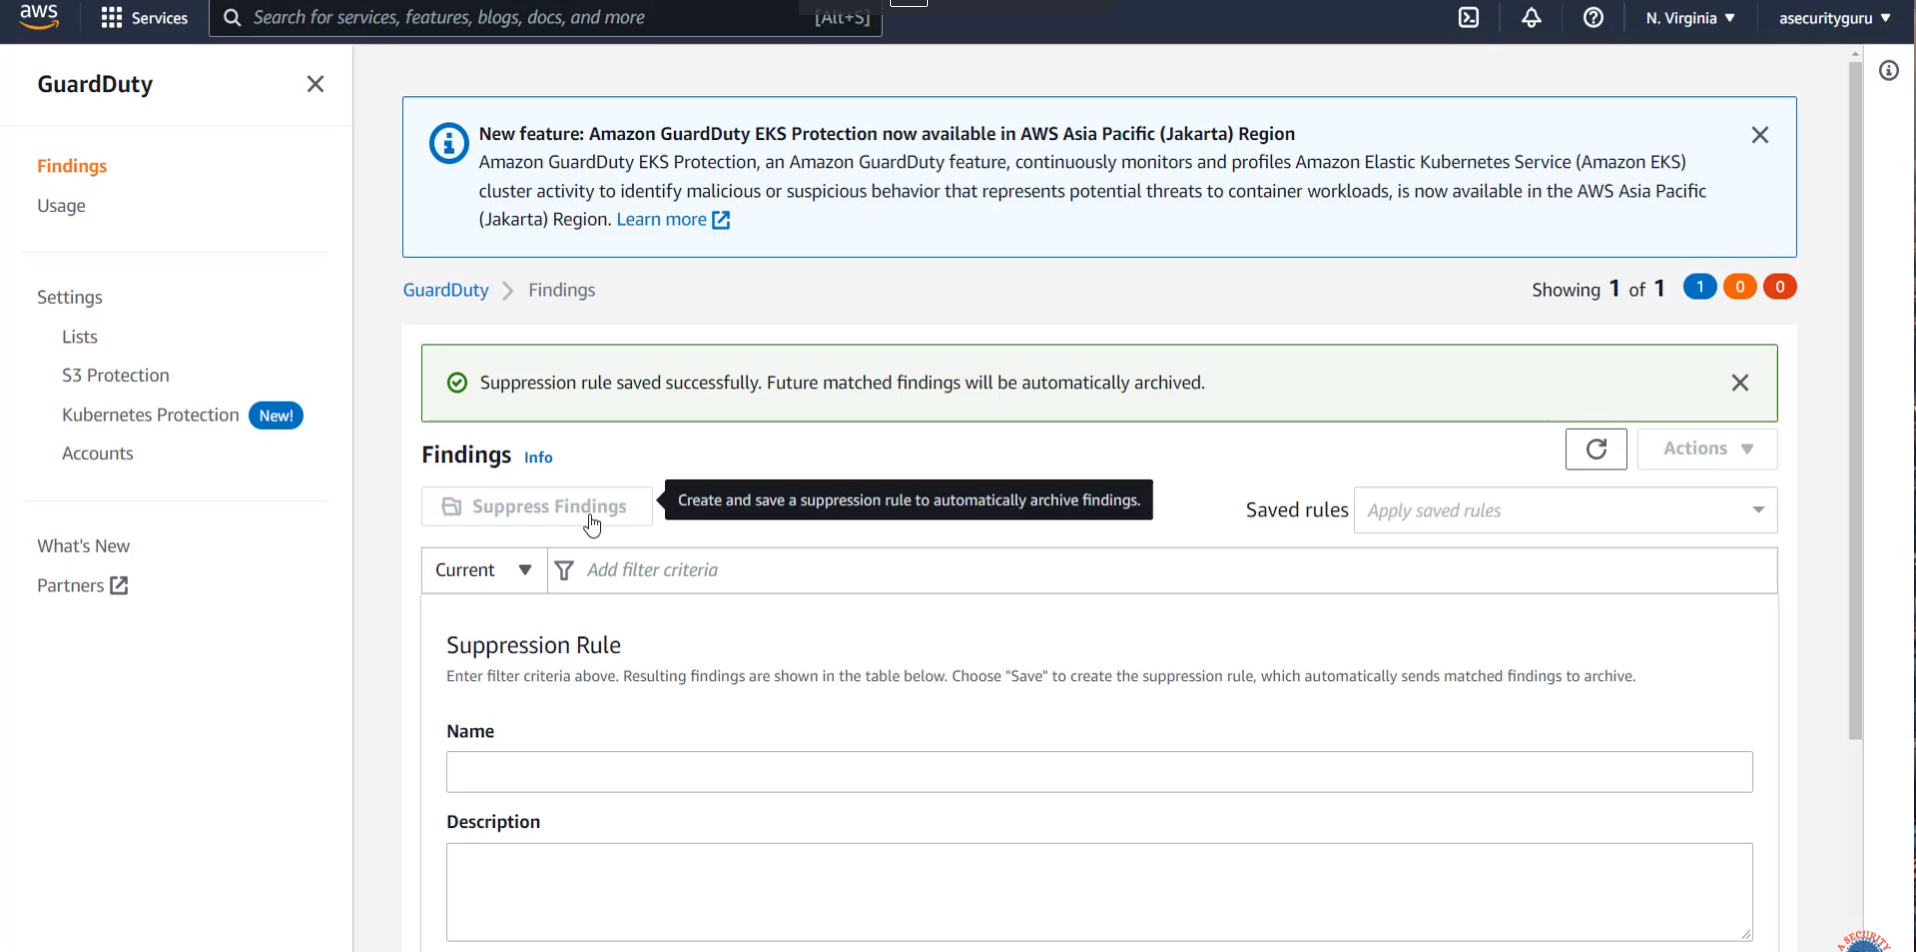 aws
Services
Search for services, features, blogs, docs, and more
[Alt+S]
N. Virginia
asecurityguru
GuardDuty
Findings
Usage
Settings
Lists
S3 Protection
Kubernetes Protection New!
Accounts
What's New
Partners
New feature: Amazon GuardDuty EKS Protection now available in AWS Asia Pacific (Jakarta) Region
Amazon GuardDuty EKS Protection, an Amazon GuardDuty feature, continuously monitors and profiles Amazon Elastic Kubernetes Service (Amazon EKS)
cluster activity to identify malicious or suspicious behavior that represents potential threats to container workloads, is now available in the AWS Asia Pacific
(Jakarta) Region. Learn more
GuardDuty Findings
Showing 1 of 1 1 0 0
Suppression rule saved successfully. Future matched findings will be automatically archived.
Findings Info
Actions
Suppress Findings
Create and save a suppression rule to automatically archive findings.
Saved rules Apply saved rules
Current Add filter criteria
Suppression Rule
Enter filter criteria above. Resulting findings are shown in the table below. Choose "Save" to create the suppression rule, which automatically sends matched findings to archive.
Name
Description
A SECURITY